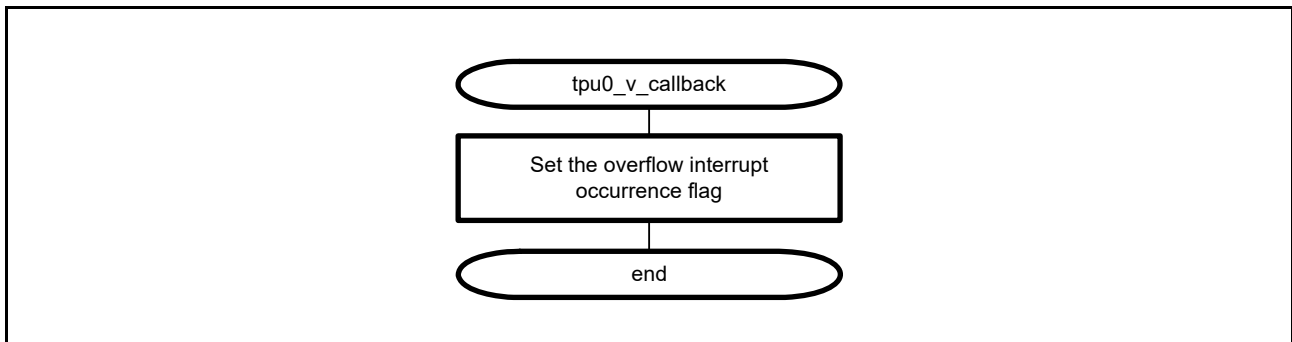 tpu0_v_callback
Set the overflow interrupt
occurrence flag
end